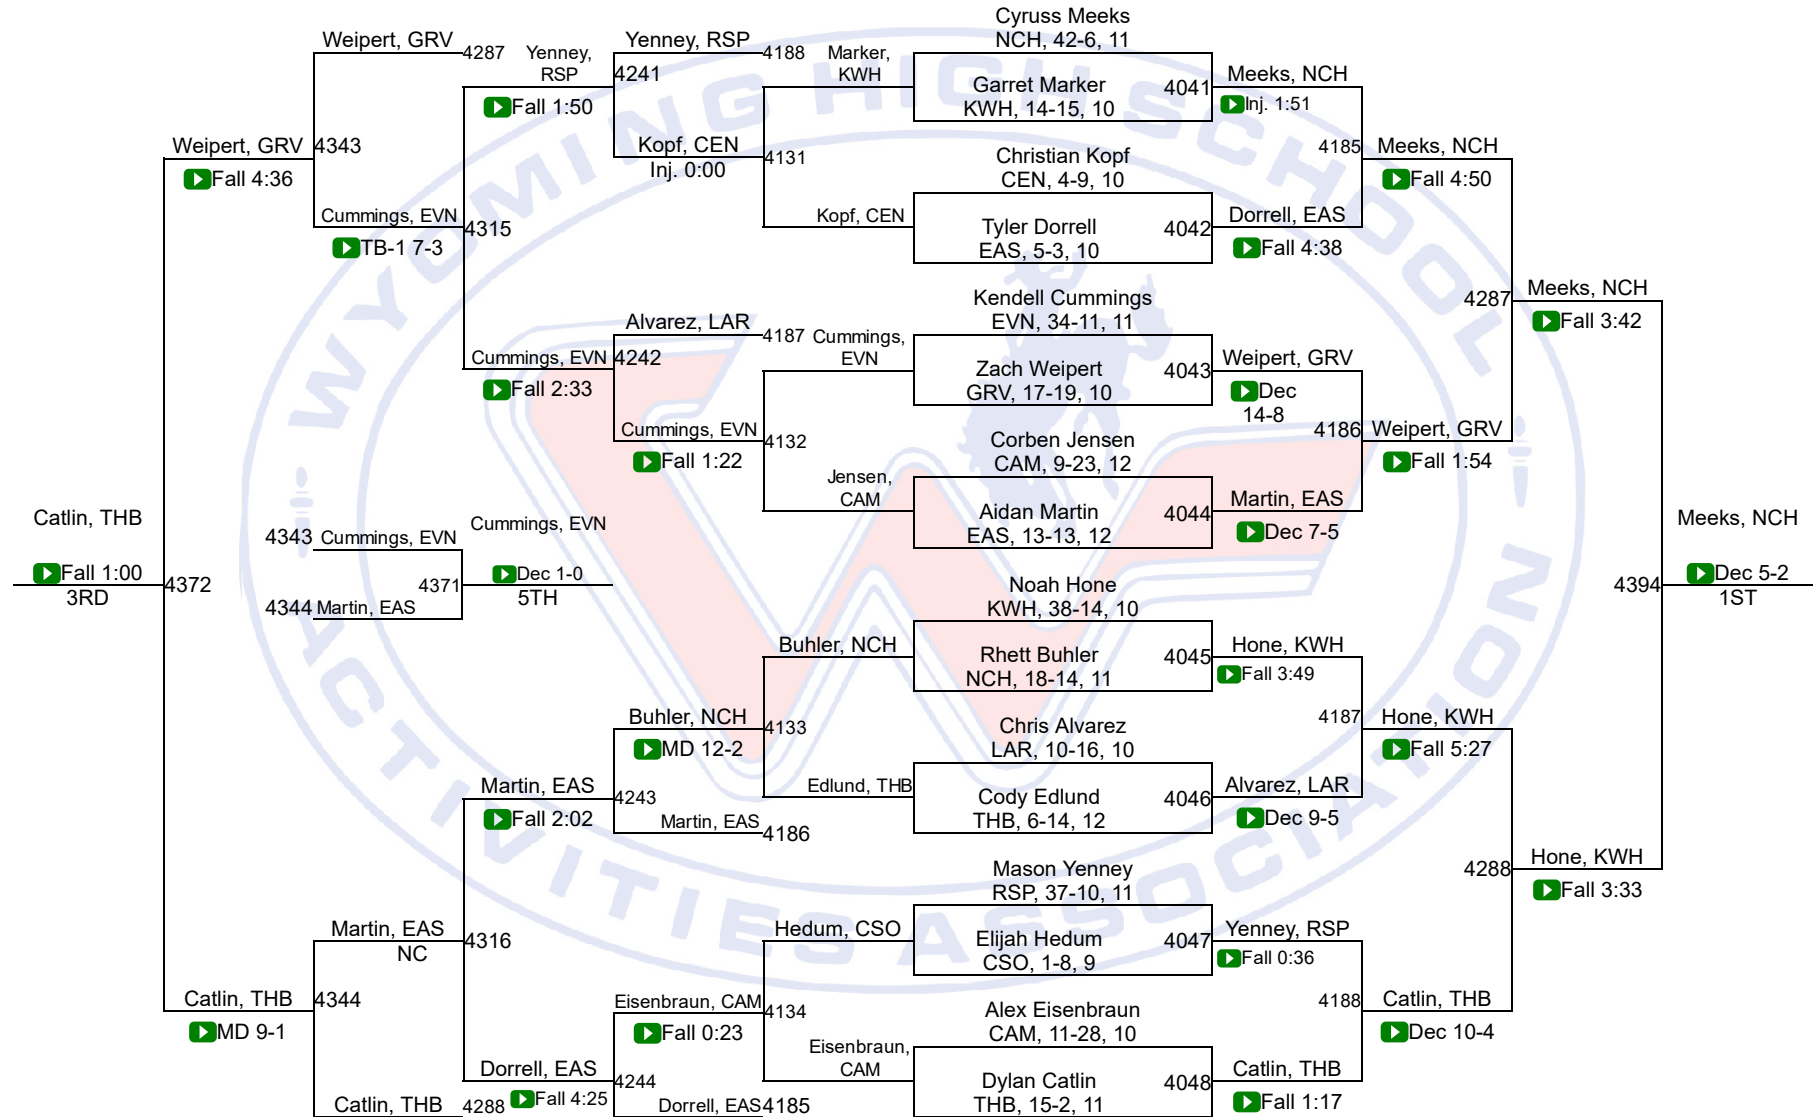 Weipert, GRV
4287
Yenney,
RSP
Fall 1:50
Yenney, RSP
4188
4241
Kopf, CEN
Inj. 0:00
4131
Marker,
KWH
Kopf, CEN
Cyruss Meeks
NCH, 42-6, 11
Garret Marker
KWH, 14-15, 10
4041
Meeks, NCH
Inj. 1:51
Christian Kopf
CEN, 4-9, 10
Tyler Dorrell
EAS, 5-3, 10
4042
Dorrell, EAS
Fall 4:38
4185
Meeks, NCH
Fall 4:50
Weipert, GRV
4343
Fall 4:36
Cummings, EVN
4315
TB-1 7-3
Alvarez, LAR
4187
Cummings, EVN
4242
Fall 2:33
Cummings, EVN
4132
Fall 1:22
Cummings,
EVN
Jensen,
CAM
Kendell Cummings
EVN, 34-11, 11
Zach Weipert
GRV, 17-19, 10
4043
Weipert, GRV
Dec
14-8
Corben Jensen
CAM, 9-23, 12
Aidan Martin
EAS, 13-13, 12
4044
Martin, EAS
Dec 7-5
4186
Weipert, GRV
Fall 1:54
4287
Meeks, NCH
Fall 3:42
Catlin, THB
Fall 1:00
3RD
4372
4343
Cummings, EVN
4344
Martin, EAS
4371
Cummings, EVN
Dec 1-0
5TH
Meeks, NCH
4394
Dec 5-2
1ST
Buhler, NCH
Noah Hone
KWH, 38-14, 10
Rhett Buhler
NCH, 18-14, 11
4045
Hone, KWH
Fall 3:49
Buhler, NCH
4133
MD 12-2
Edlund, THB
Chris Alvarez
LAR, 10-16, 10
Cody Edlund
THB, 6-14, 12
4046
Alvarez, LAR
Dec 9-5
4187
Hone, KWH
Fall 5:27
Martin, EAS
4243
Fall 2:02
Martin, EAS
4186
Martin, EAS
NC
4316
Hedum, CSO
Mason Yenney
RSP, 37-10, 11
Elijah Hedum
CSO, 1-8, 9
4047
Yenney, RSP
Fall 0:36
4288
Hone, KWH
Fall 3:33
Catlin, THB
4344
MD 9-1
Eisenbraun, CAM
4134
Fall 0:23
Eisenbraun,
CAM
Alex Eisenbraun
CAM, 11-28, 10
Dylan Catlin
THB, 15-2, 11
4048
Catlin, THB
Fall 1:17
4188
Catlin, THB
Dec 10-4
Dorrell, EAS
4244
Fall 4:25
Catlin, THB
4288
Dorrell, EAS
4185
WYOMING HIGH SCHOOL
ACTIVITIES ASSOCIATION